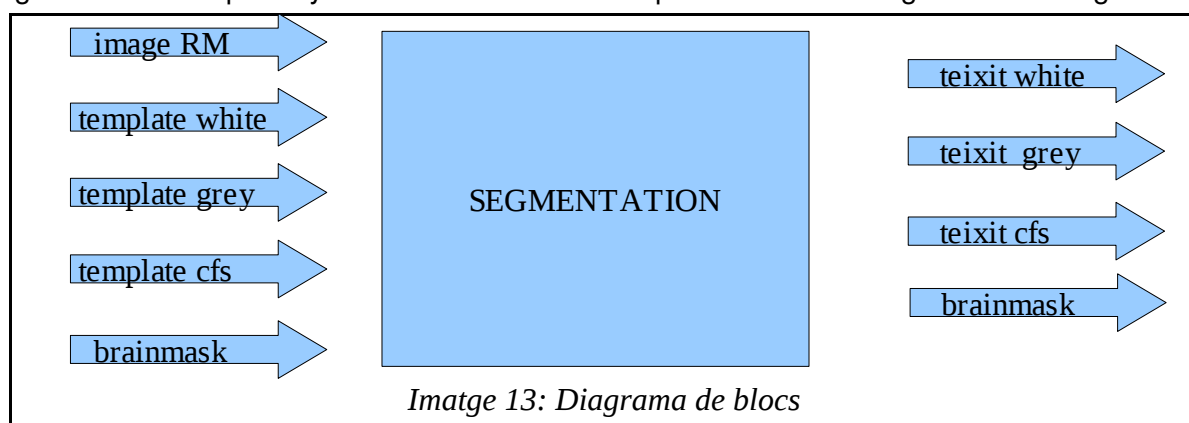 image RM
template white
template grey
template cfs
brainmask
SEGMENTATION
teixit white
teixit grey
teixit cfs
brainmask
Imatge 13: Diagrama de blocs